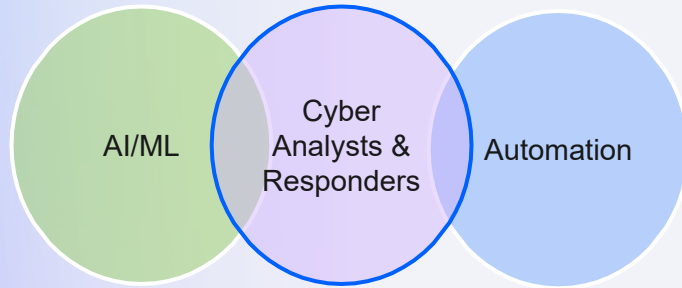 AI/ML
Cyber
Analysts &
Responders
Automation